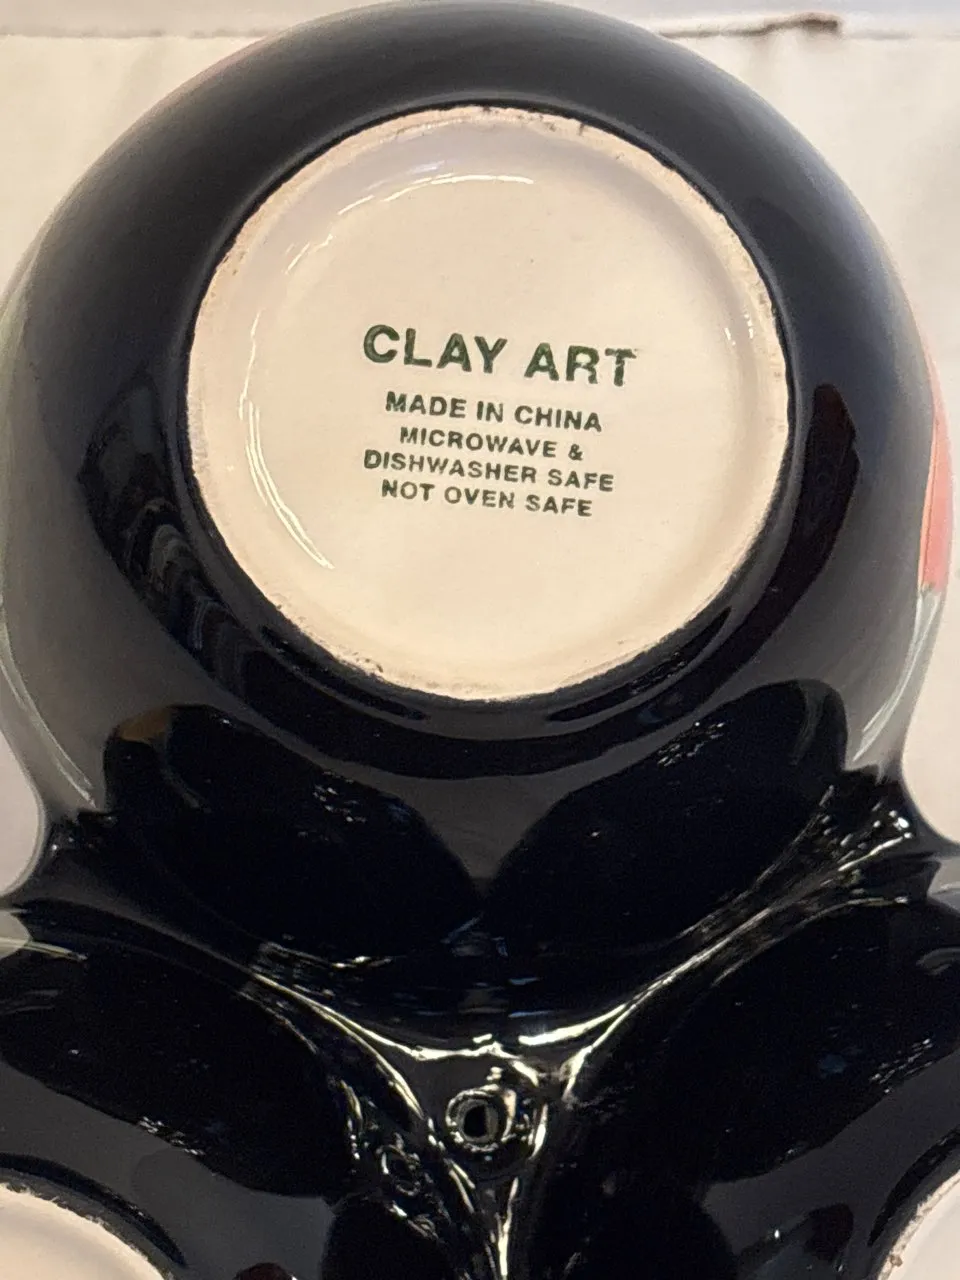 CLAY ART
MADE IN CHINA
MICROWAVE &
DISHWASHER SAFE
NOT OVEN SAFE